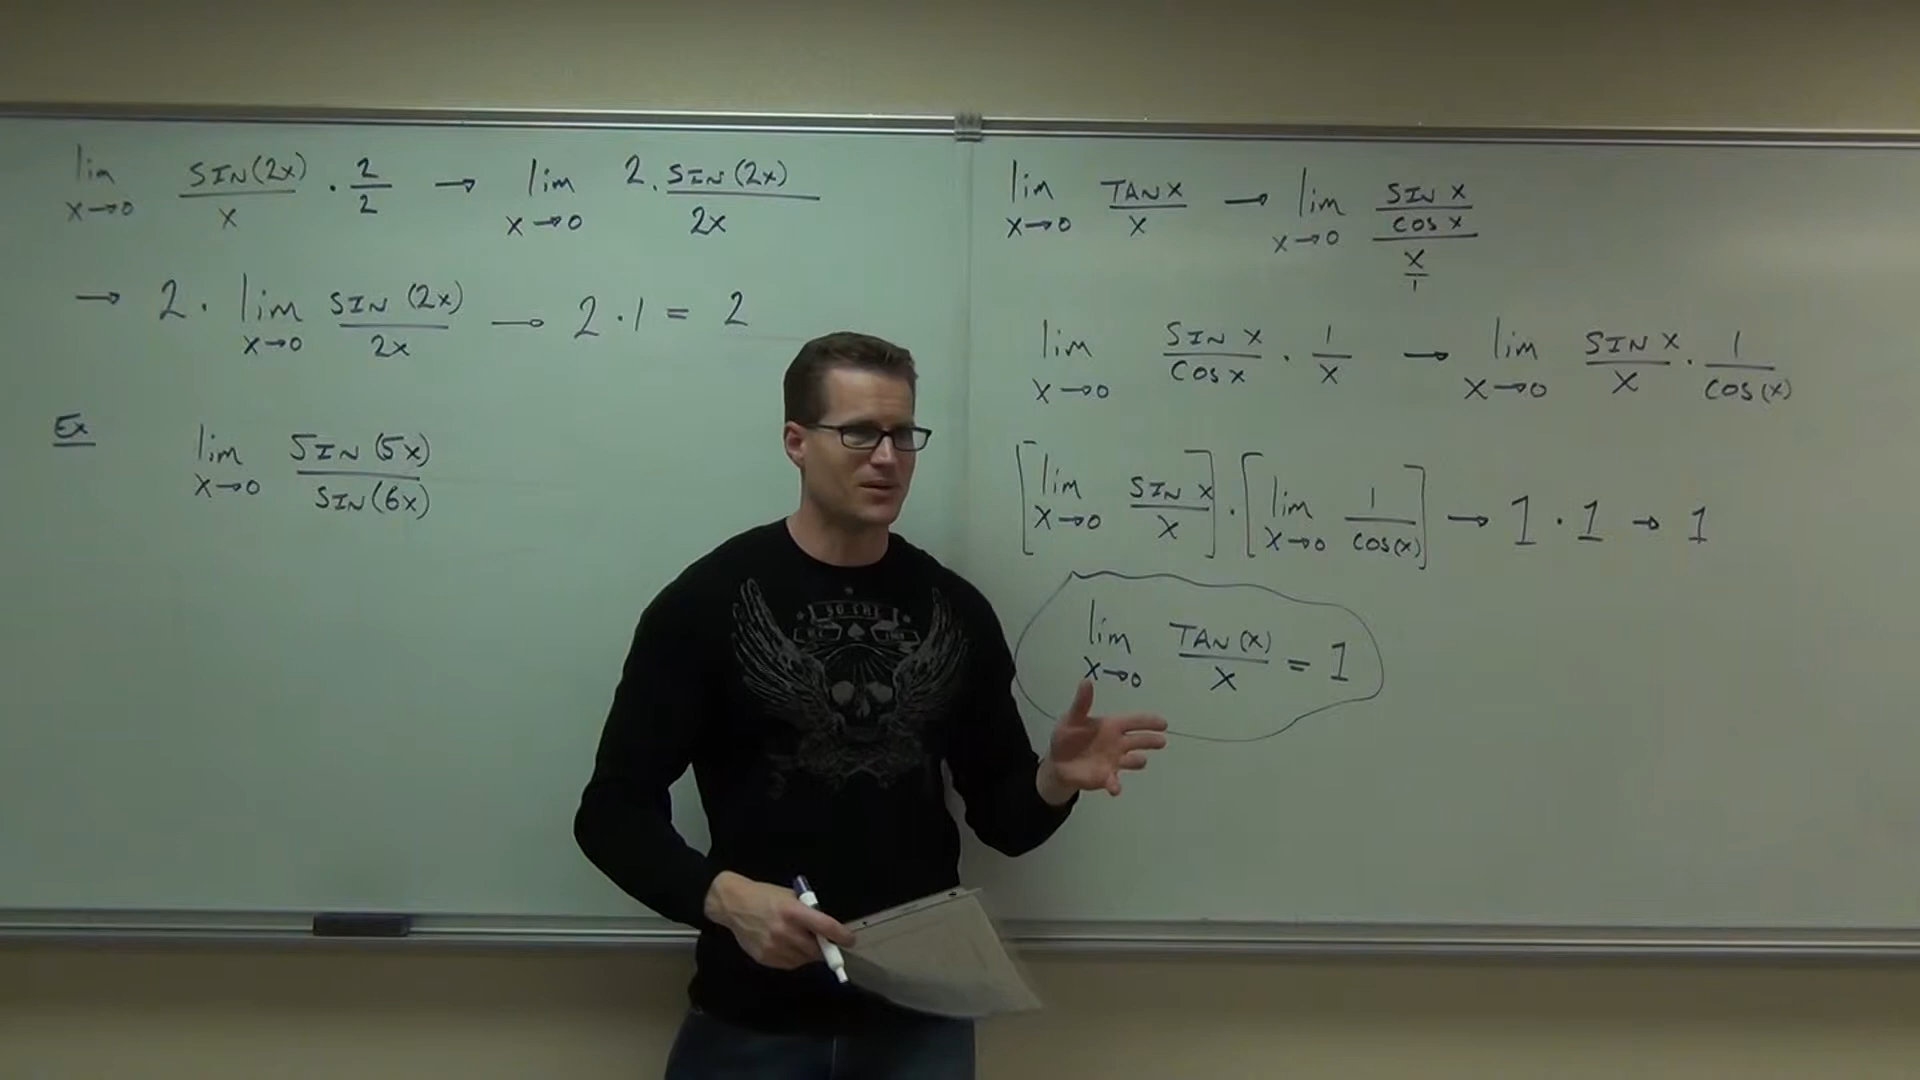 lim x→0 SIN(2x)/x · 2/2 → lim x→0 2 · SIN(2x)/2x
→ 2 · lim x→0 SIN(2x)/2x → 2 · 1 = 2
Ex lim x→0 SIN(5x)/SIN(6x)
lim x→0 TAN x/x → lim x→0 (SIN x/COS x)/(x/1)
lim x→0 SIN x/COS x · 1/x → lim x→0 SIN x/x · 1/COS(x)
[lim x→0 SIN x/x] · [lim x→0 1/COS(x)] → 1 · 1 → 1
lim x→0 TAN(x)/x = 1